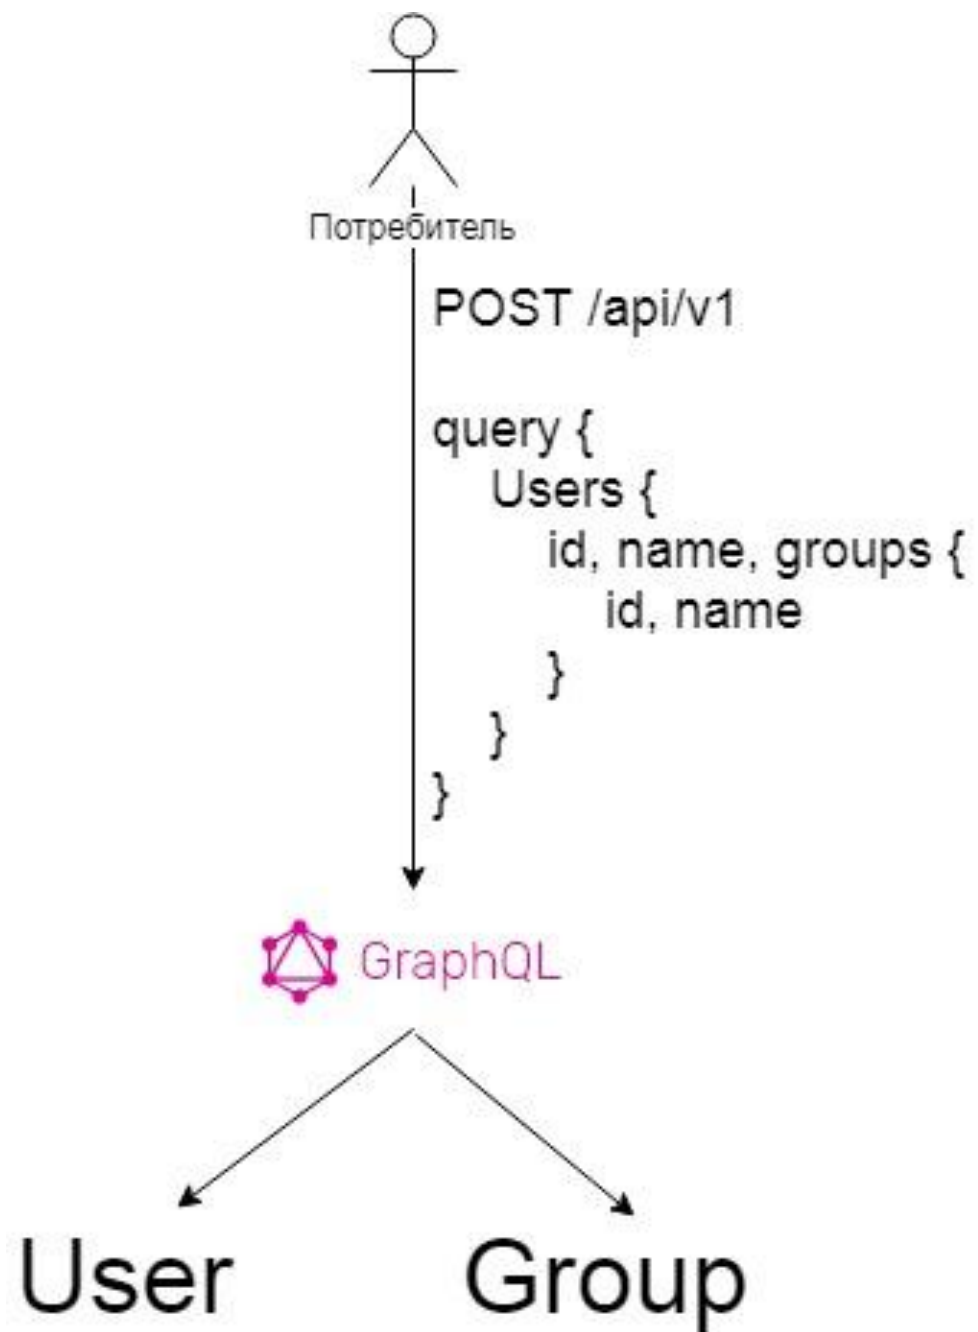 Потребитель
POST /api/v1
query {
Users {
id, name, groups {
id, name
}
}
}
GraphQL
User
Group